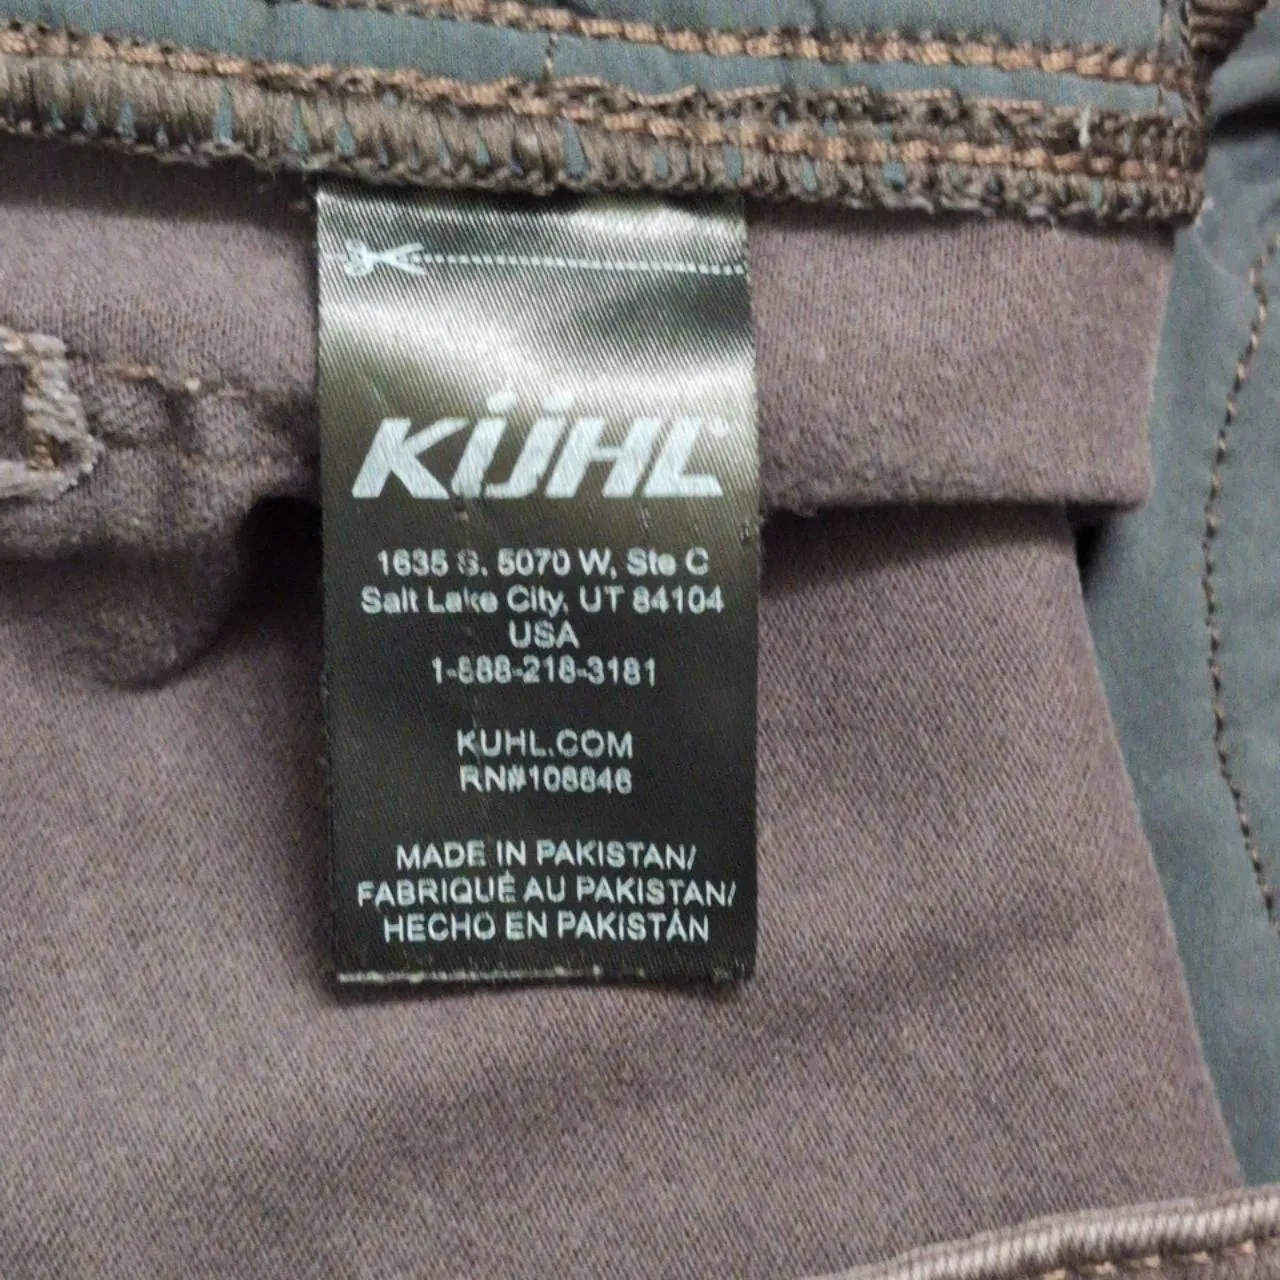 KÜHL®
1635 S. 5070 W, Ste C
Salt Lake City, UT 84104
USA
1-888-218-3181
KUHL.COM
RN#108846
MADE IN PAKISTAN/
FABRIQUÉ AU PAKISTAN/
HECHO EN PAKISTÁN